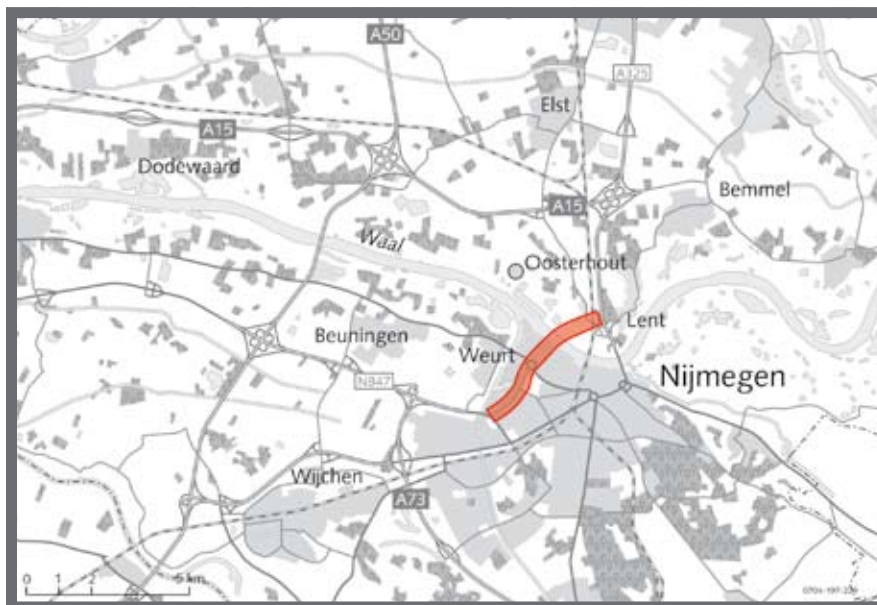 A50
A325
Elst
A15
Dodewaard
Bemmel
A15
Waal
Oosterhout
Lent
Beuningen
Weurt
Nijmegen
N847
Wijchen
A73
0 1 2 5 km